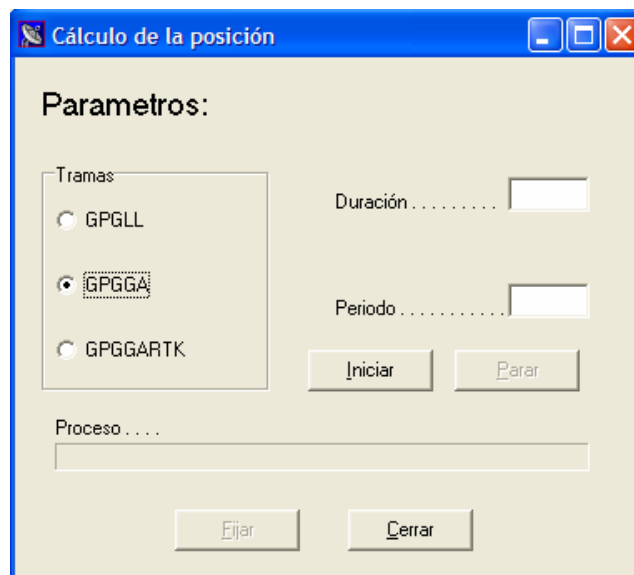 Cálculo de la posición
Parametros:
Tramas
GPGLL
GPGGA
GPGGARTK
Duración . . . . . . . . .
Periodo . . . . . . . . . . .
Iniciar
Parar
Proceso . . . .
Fijar
Cerrar